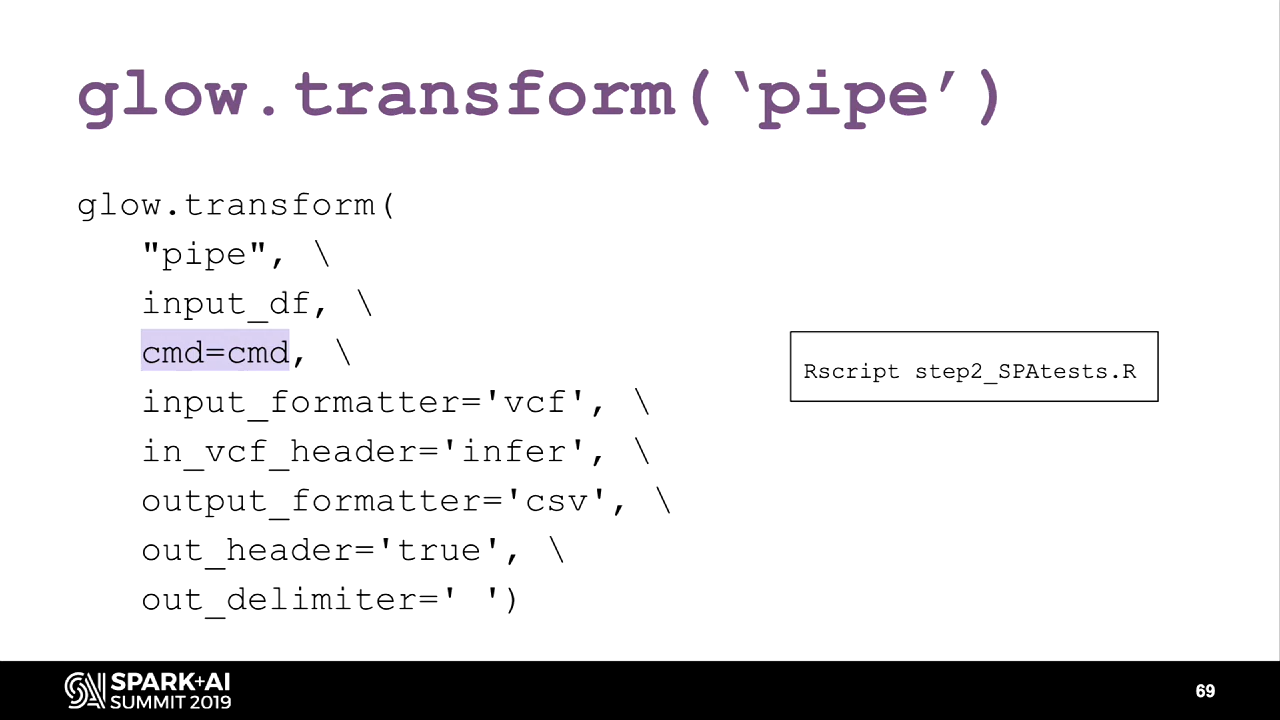 glow.transform(‘pipe’)
glow.transform(
"pipe", \
input_df, \
cmd=cmd, \
Rscript step2_SPAtests.R
input_formatter='vcf', \
in_vcf_header='infer', \
output_formatter='csv', \
out_header='true', \
out_delimiter=' ')
SPARK+AI
SUMMIT 2019
69